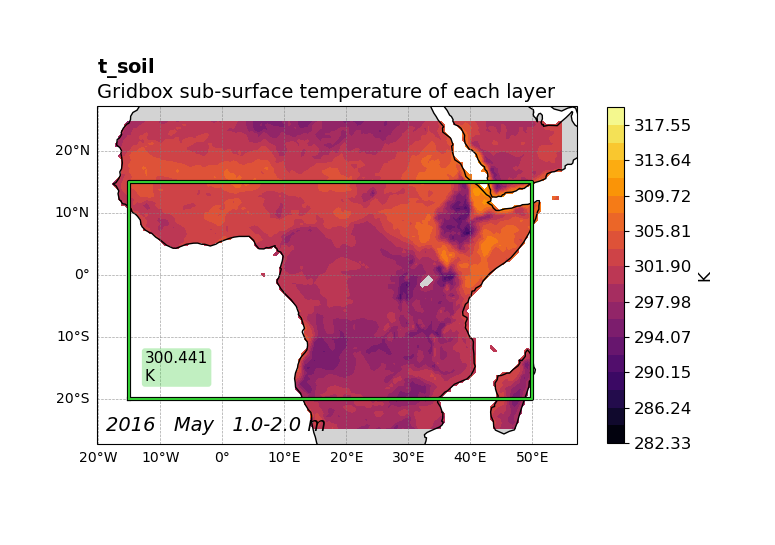 t_soil
Gridbox sub-surface temperature of each layer
20°N
10°N
0°
10°S
20°S
300.441
K
2016 May 1.0-2.0 m
20°W 10°W 0° 10°E 20°E 30°E 40°E 50°E
317.55
313.64
309.72
305.81
301.90
297.98
294.07
290.15
286.24
282.33
K